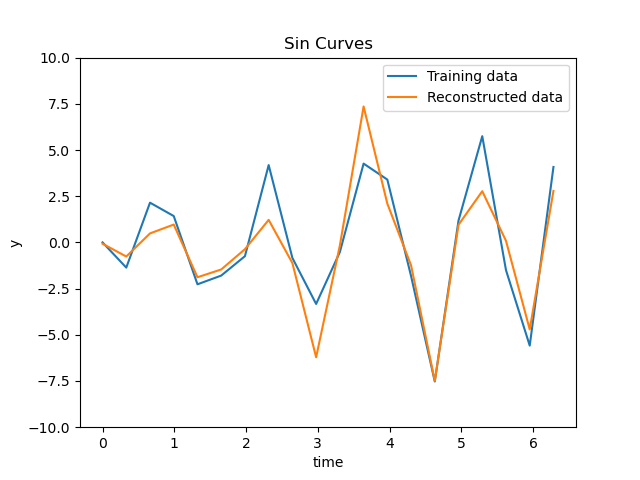 Sin Curves
Training data
Reconstructed data
10.0
7.5
5.0
2.5
0.0
−2.5
−5.0
−7.5
−10.0
y
0 1 2 3 4 5 6
time